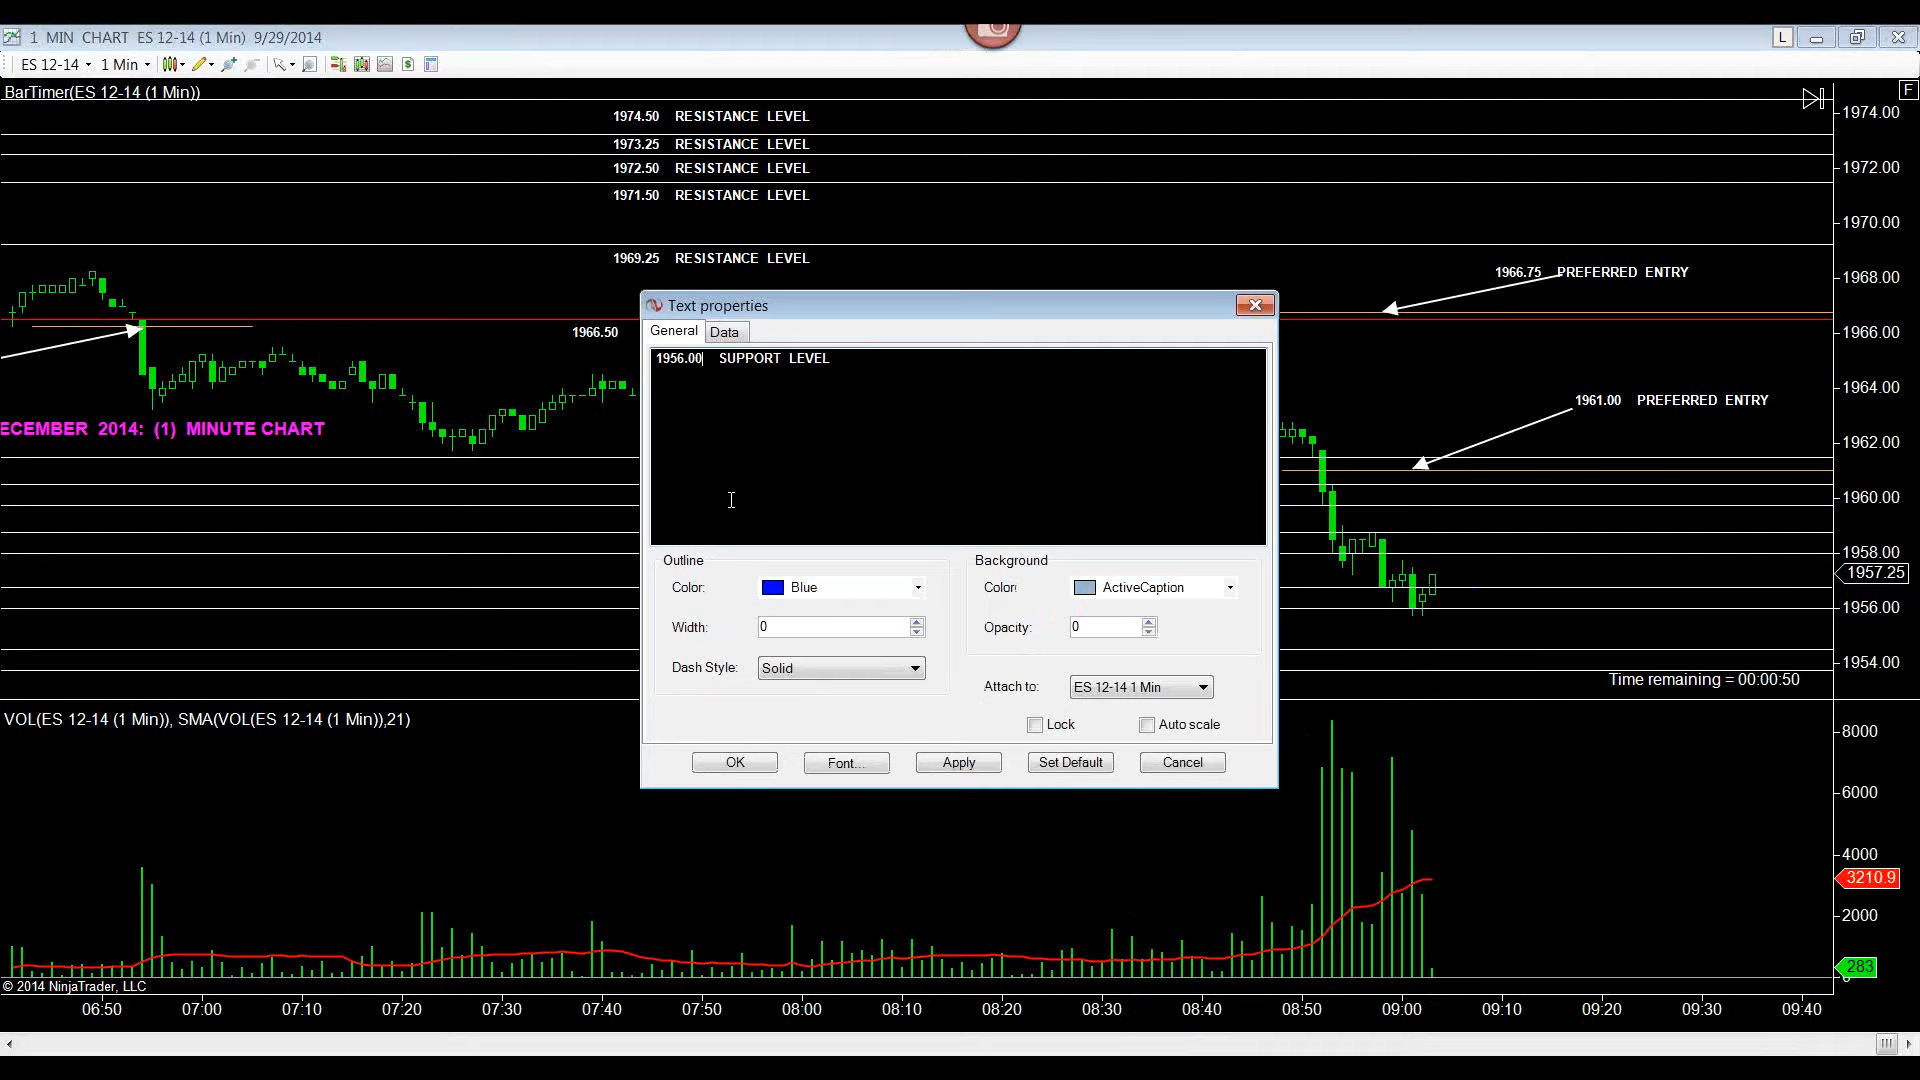 1 MIN CHART ES 12-14 (1 Min) 9/29/2014
L
ES 12-14 1 Min
BarTimer(ES 12-14 (1 Min))
F
1974.00
1974.50 RESISTANCE LEVEL
1973.25 RESISTANCE LEVEL
1972.50 RESISTANCE LEVEL
1972.00
1971.50 RESISTANCE LEVEL
1970.00
1969.25 RESISTANCE LEVEL
1966.75 PREFERRED ENTRY
1968.00
Text properties
General Data
1966.50
1966.00
1956.00 SUPPORT LEVEL
1964.00
1961.00 PREFERRED ENTRY
ECEMBER 2014: (1) MINUTE CHART
1962.00
1960.00
1958.00
Outline
Background
1957.25
Color: Blue
Color: ActiveCaption
1956.00
Width: 0
Opacity: 0
Dash Style: Solid
1954.00
Attach to: ES 12-14 1 Min
Time remaining = 00:00:50
Lock Auto scale
VOL(ES 12-14 (1 Min)), SMA(VOL(ES 12-14 (1 Min)),21)
8000
OK Font... Apply Set Default Cancel
6000
4000
3210.9
2000
283
© 2014 NinjaTrader, LLC
06:50 07:00 07:10 07:20 07:30 07:40 07:50 08:00 08:10 08:20 08:30 08:40 08:50 09:00 09:10 09:20 09:30 09:40